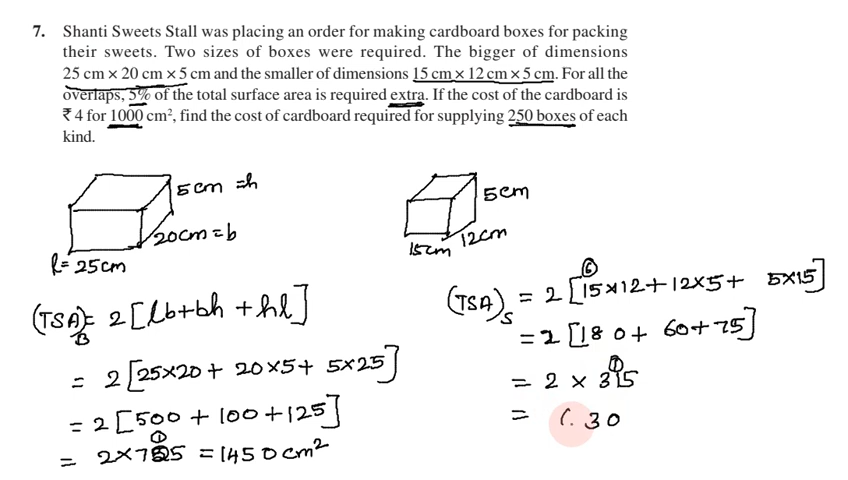 7. Shanti Sweets Stall was placing an order for making cardboard boxes for packing
their sweets. Two sizes of boxes were required. The bigger of dimensions
25 cm × 20 cm × 5 cm and the smaller of dimensions 15 cm × 12 cm × 5 cm. For all the
overlaps, 5% of the total surface area is required extra. If the cost of the cardboard is
₹ 4 for 1000 cm², find the cost of cardboard required for supplying 250 boxes of each
kind.
5cm =h
20cm = b
l = 25cm
5cm
12cm
15cm
(TSA)B = 2[lb+bh +hl]
= 2[25×20 + 20×5+ 5×25]
= 2[500 + 100 +125]
= 2×725 = 1450cm²
(TSA)S = 2[15×12+12×5+ 5×15]
= 2[180+ 60+75]
= 2 × 315
= 30